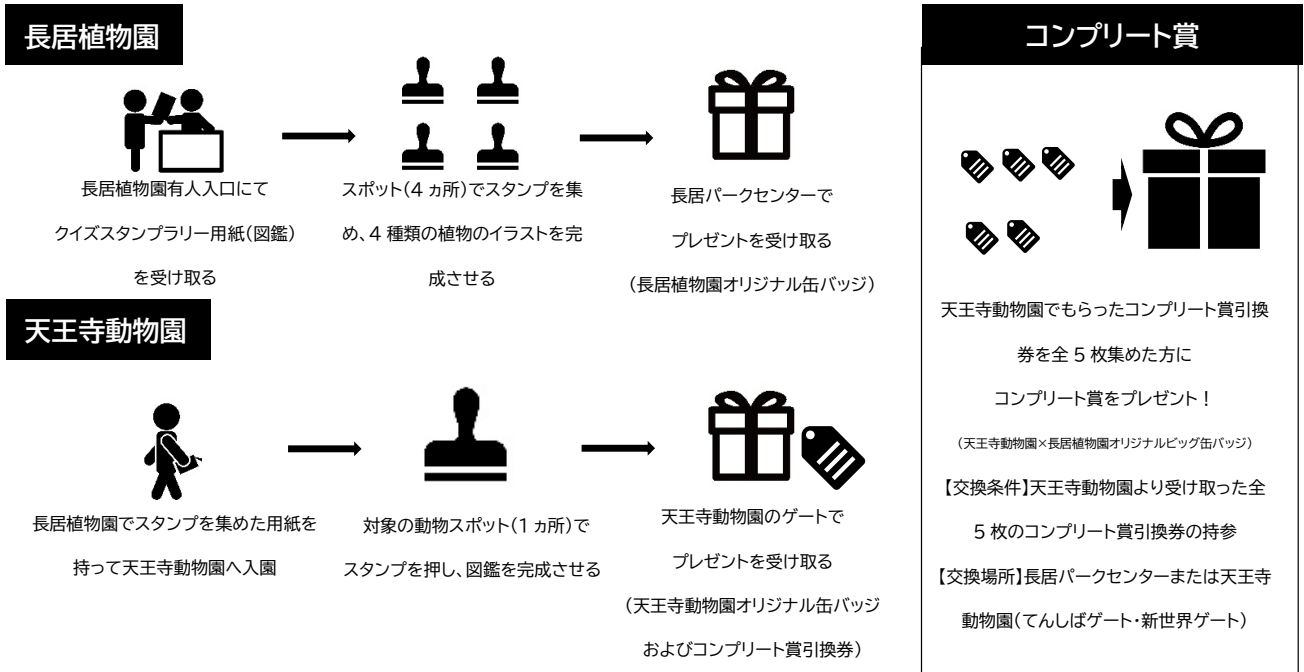 長居植物園
長居植物園有人入口にて
クイズスタンプラリー用紙(図鑑)
を受け取る
スポット(4 ヵ所)でスタンプを集
め、4 種類の植物のイラストを完
成させる
長居パークセンターで
プレゼントを受け取る
(長居植物園オリジナル缶バッジ)
天王寺動物園
長居植物園でスタンプを集めた用紙を
持って天王寺動物園へ入園
対象の動物スポット(1 ヵ所)で
スタンプを押し、図鑑を完成させる
天王寺動物園のゲートで
プレゼントを受け取る
(天王寺動物園オリジナル缶バッジ
およびコンプリート賞引換券)
コンプリート賞
天王寺動物園でもらったコンプリート賞引換
券を全 5 枚集めた方に
コンプリート賞をプレゼント!
(天王寺動物園×長居植物園オリジナルビッグ缶バッジ)
【交換条件】天王寺動物園より受け取った全
5 枚のコンプリート賞引換券の持参
【交換場所】長居パークセンターまたは天王寺
動物園(てんしばゲート・新世界ゲート)